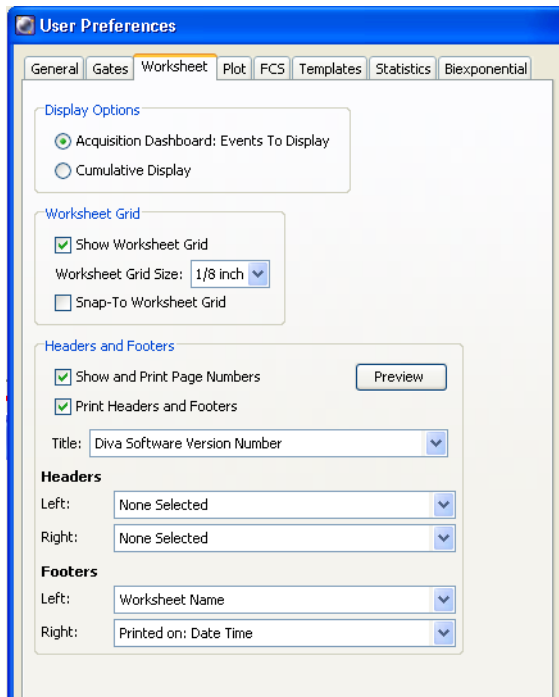 User Preferences
General Gates Worksheet Plot FCS Templates Statistics Biexponential
Display Options
Acquisition Dashboard: Events To Display
Cumulative Display
Worksheet Grid
Show Worksheet Grid
Worksheet Grid Size: 1/8 inch
Snap-To Worksheet Grid
Headers and Footers
Show and Print Page Numbers Preview
Print Headers and Footers
Title: Diva Software Version Number
Headers
Left: None Selected
Right: None Selected
Footers
Left: Worksheet Name
Right: Printed on: Date Time